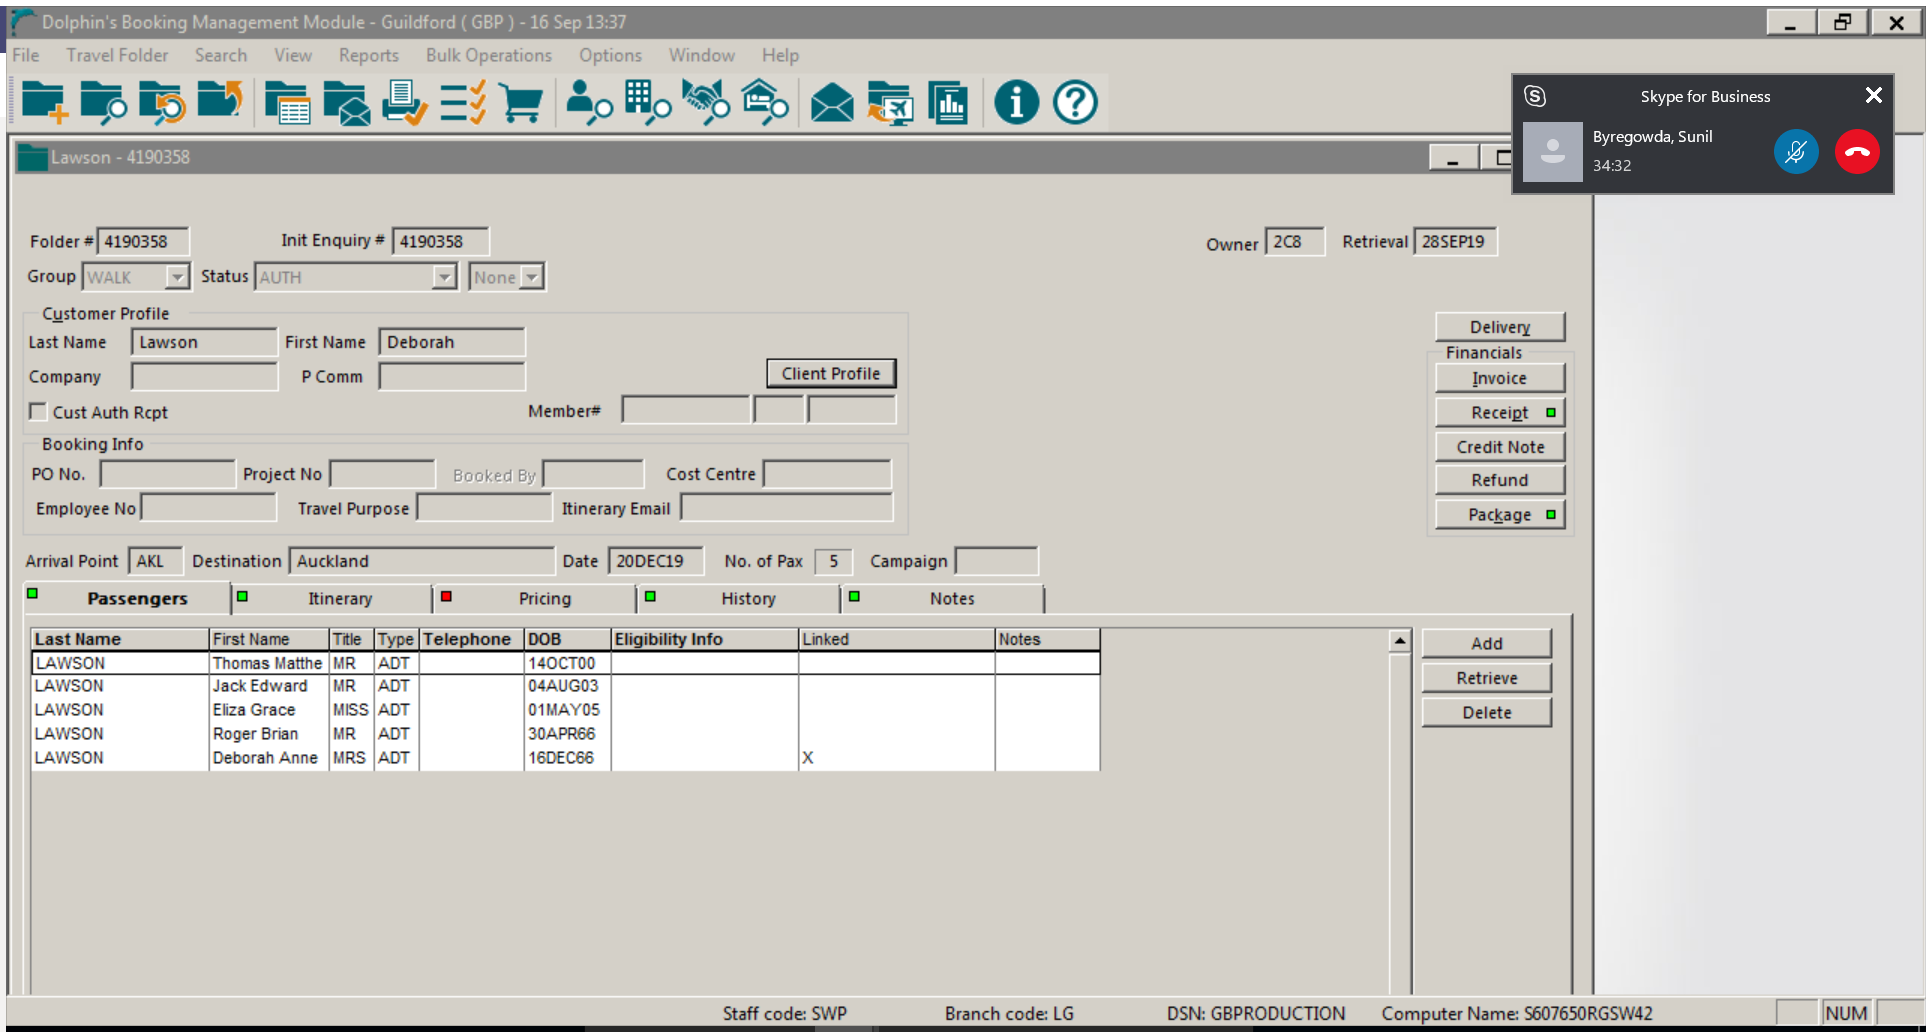 Dolphin's Booking Management Module - Guildford ( GBP ) - 16 Sep 13:37
File Travel Folder Search View Reports Bulk Operations Options Window Help
Skype for Business
Byregowda, Sunil
34:32
Lawson - 4190358
Folder # 4190358 Init Enquiry # 4190358 Owner 2C8 Retrieval 28SEP19
Group WALK Status AUTH None
Customer Profile
Last Name Lawson First Name Deborah
Company P Comm Client Profile
Cust Auth Rcpt Member#
Delivery
Financials
Invoice
Receipt
Credit Note
Refund
Package
Booking Info
PO No. Project No Booked By Cost Centre
Employee No Travel Purpose Itinerary Email
Arrival Point AKL Destination Auckland Date 20DEC19 No. of Pax 5 Campaign
Passengers Itinerary Pricing History Notes
Last Name First Name Title Type Telephone DOB Eligibility Info Linked Notes
LAWSON Thomas Matthe MR ADT 14OCT00
LAWSON Jack Edward MR ADT 04AUG03
LAWSON Eliza Grace MISS ADT 01MAY05
LAWSON Roger Brian MR ADT 30APR66
LAWSON Deborah Anne MRS ADT 16DEC66 X
Add
Retrieve
Delete
Staff code: SWP Branch code: LG DSN: GBPRODUCTION Computer Name: S607650RGSW42 NUM